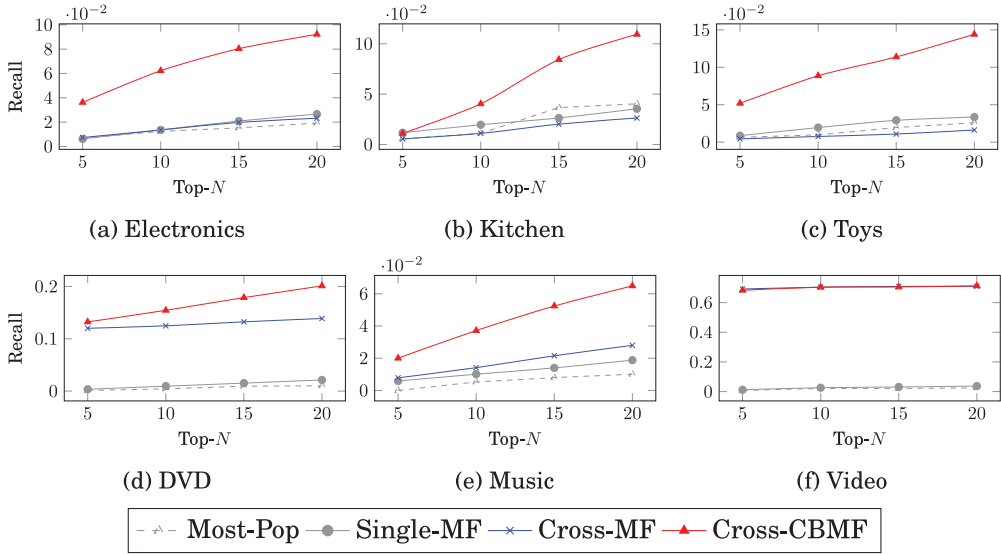 ·10⁻² ·10⁻² ·10⁻²
Recall
10
8
6
4
2
0
5 10 15 20
Top-N
(a) Electronics
10
5
0
5 10 15 20
Top-N
(b) Kitchen
15
10
5
0
5 10 15 20
Top-N
(c) Toys
Recall
0.2
0.1
0
5 10 15 20
Top-N
(d) DVD
·10⁻²
6
4
2
0
5 10 15 20
Top-N
(e) Music
0.6
0.4
0.2
0
5 10 15 20
Top-N
(f) Video
Most-Pop Single-MF Cross-MF Cross-CBMF